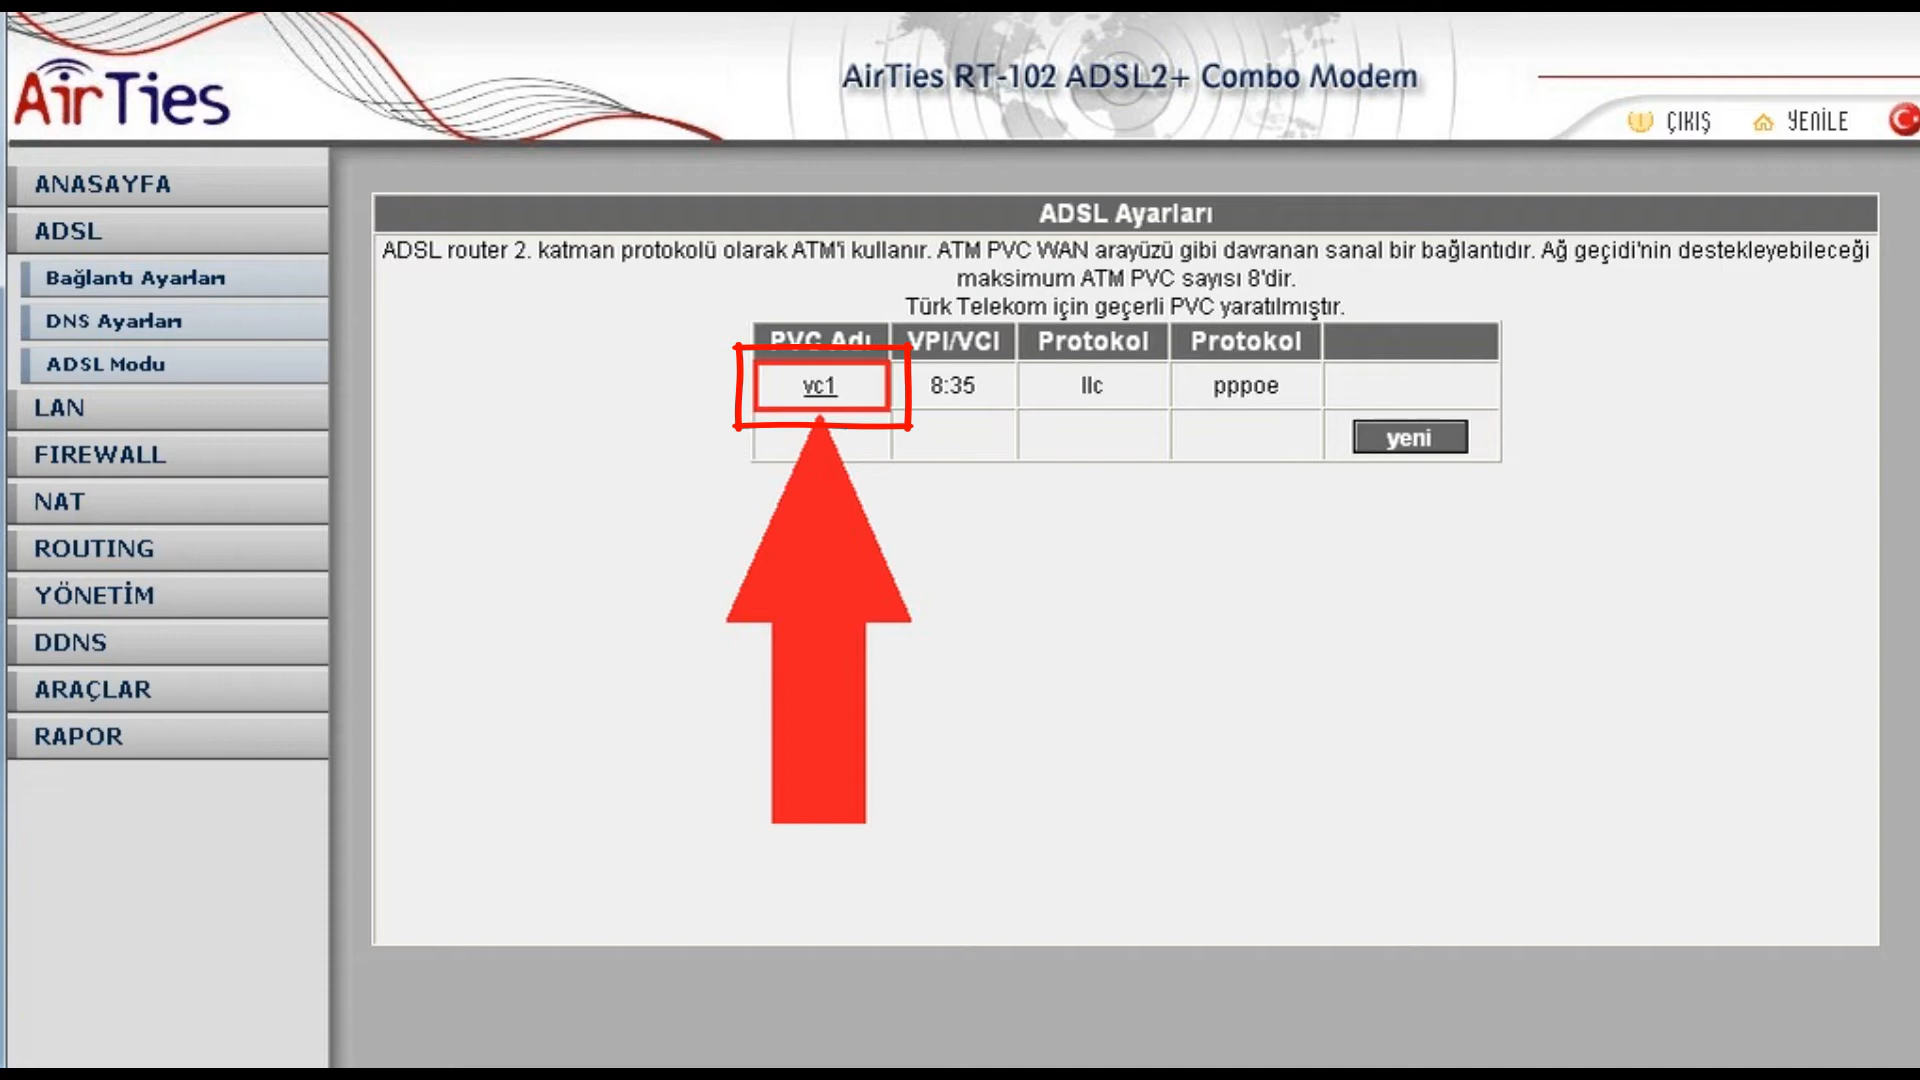 AirTies
AirTies RT-102 ADSL2+ Combo Modem
ÇIKIŞ
YENİLE
ANASAYFA
ADSL
Bağlantı Ayarları
DNS Ayarları
ADSL Modu
LAN
FIREWALL
NAT
ROUTING
YÖNETİM
DDNS
ARAÇLAR
RAPOR
ADSL Ayarları
ADSL router 2. katman protokolü olarak ATM'i kullanır. ATM PVC WAN arayüzü gibi davranan sanal bir bağlantıdır. Ağ geçidi'nin destekleyebileceği
maksimum ATM PVC sayısı 8'dir.
Türk Telekom için geçerli PVC yaratılmıştır.
PVC Adı VPI/VCI Protokol Protokol
vc1 8:35 llc pppoe
yeni